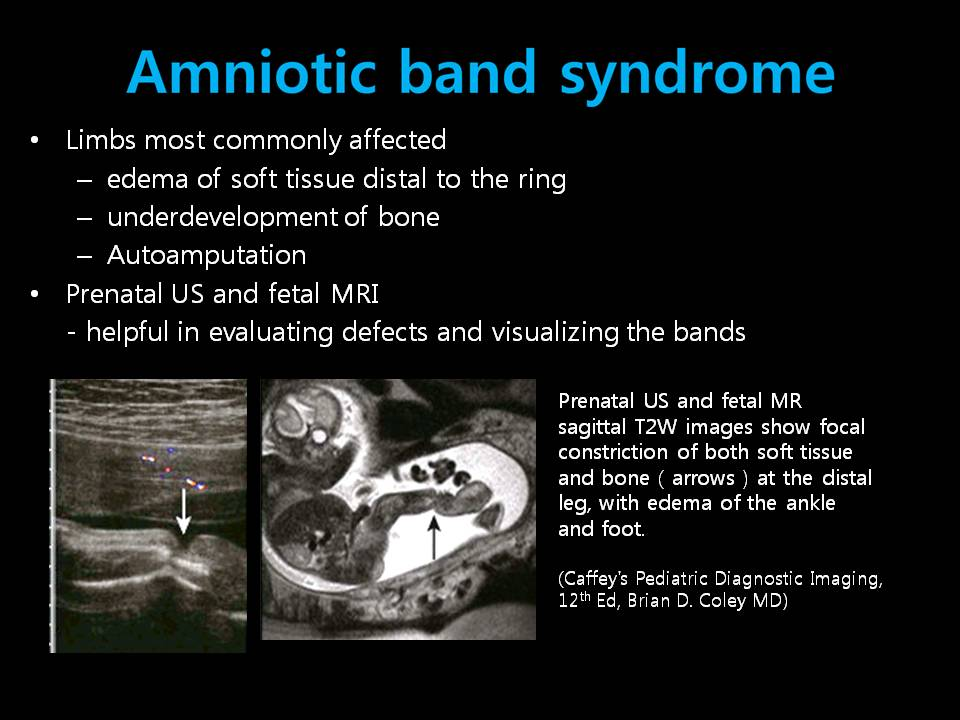 Amniotic band syndrome
• Limbs most commonly affected
– edema of soft tissue distal to the ring
– underdevelopment of bone
– Autoamputation
• Prenatal US and fetal MRI
- helpful in evaluating defects and visualizing the bands
Prenatal US and fetal MR
sagittal T2W images show focal
constriction of both soft tissue
and bone ( arrows ) at the distal
leg, with edema of the ankle
and foot.
(Caffey's Pediatric Diagnostic Imaging,
12th Ed, Brian D. Coley MD)